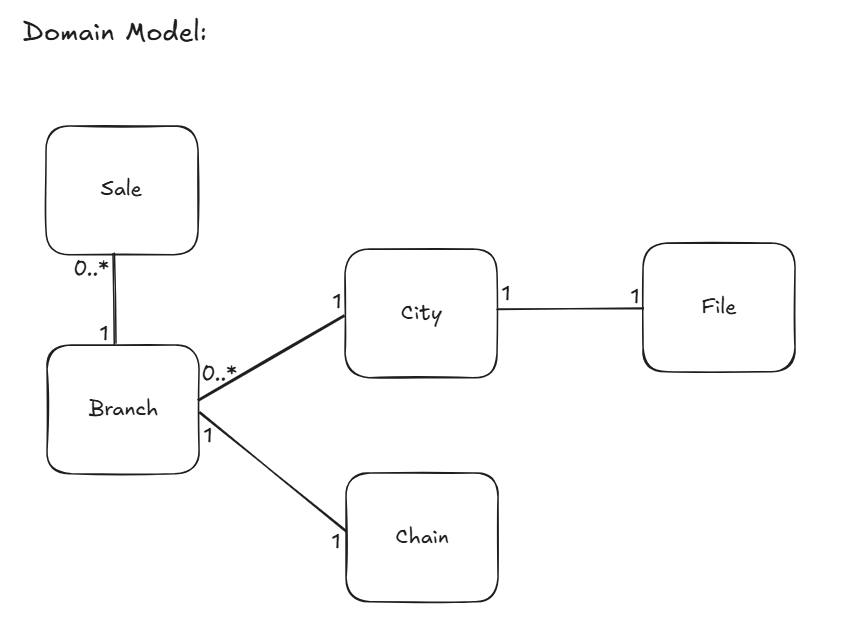 Domain Model:
Sale
0..*
1
Branch
0..*
1
1
City
1
1
File
1
Chain